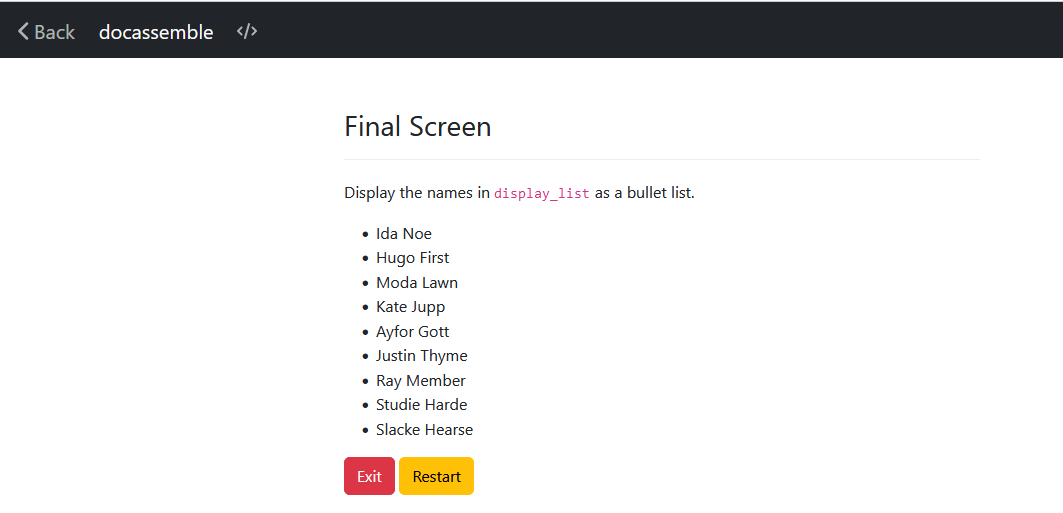 Back docassemble </>
Final Screen
Display the names in display_list as a bullet list.
• Ida Noe
• Hugo First
• Moda Lawn
• Kate Jupp
• Ayfor Gott
• Justin Thyme
• Ray Member
• Studie Harde
• Slacke Hearse
Exit Restart